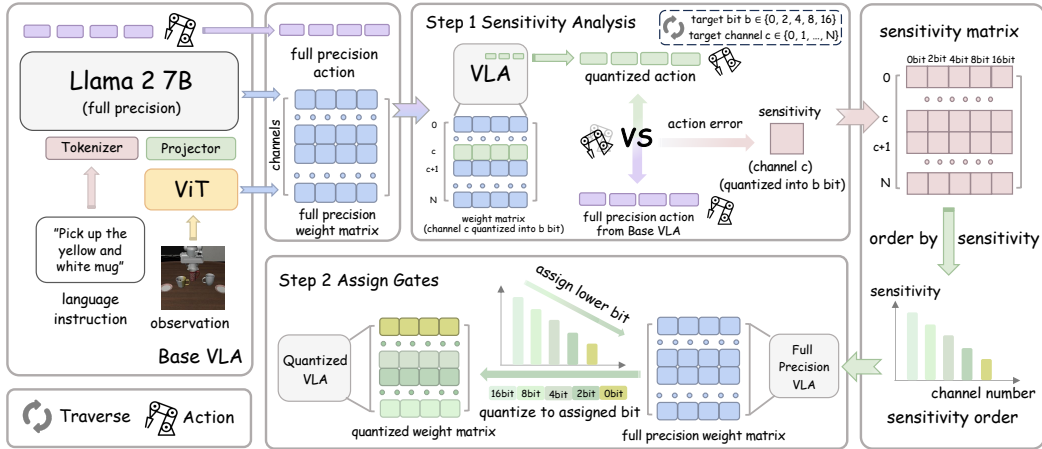 Llama 2 7B
(full precision)
Tokenizer
Projector
ViT
"Pick up the
yellow and
white mug"
language
instruction
observation
Base VLA
Traverse
Action
full precision
action
channels
full precision
weight matrix
Step 1 Sensitivity Analysis
target bit b ∈ {0, 2, 4, 8, 16}
target channel c ∈ {0, 1, ..., N}
VLA
0
c
c+1
N
weight matrix
(channel c quantized into b bit)
quantized action
VS
action error
sensitivity
(channel c)
(quantized into b bit)
full precision action
from Base VLA
sensitivity matrix
0bit 2bit 4bit 8bit 16bit
0
c
c+1
N
order by
sensitivity
sensitivity
channel number
sensitivity order
Step 2 Assign Gates
Quantized
VLA
quantized weight matrix
assign lower bit
16bit 8bit 4bit 2bit 0bit
quantize to assigned bit
full precision weight matrix
Full
Precision
VLA